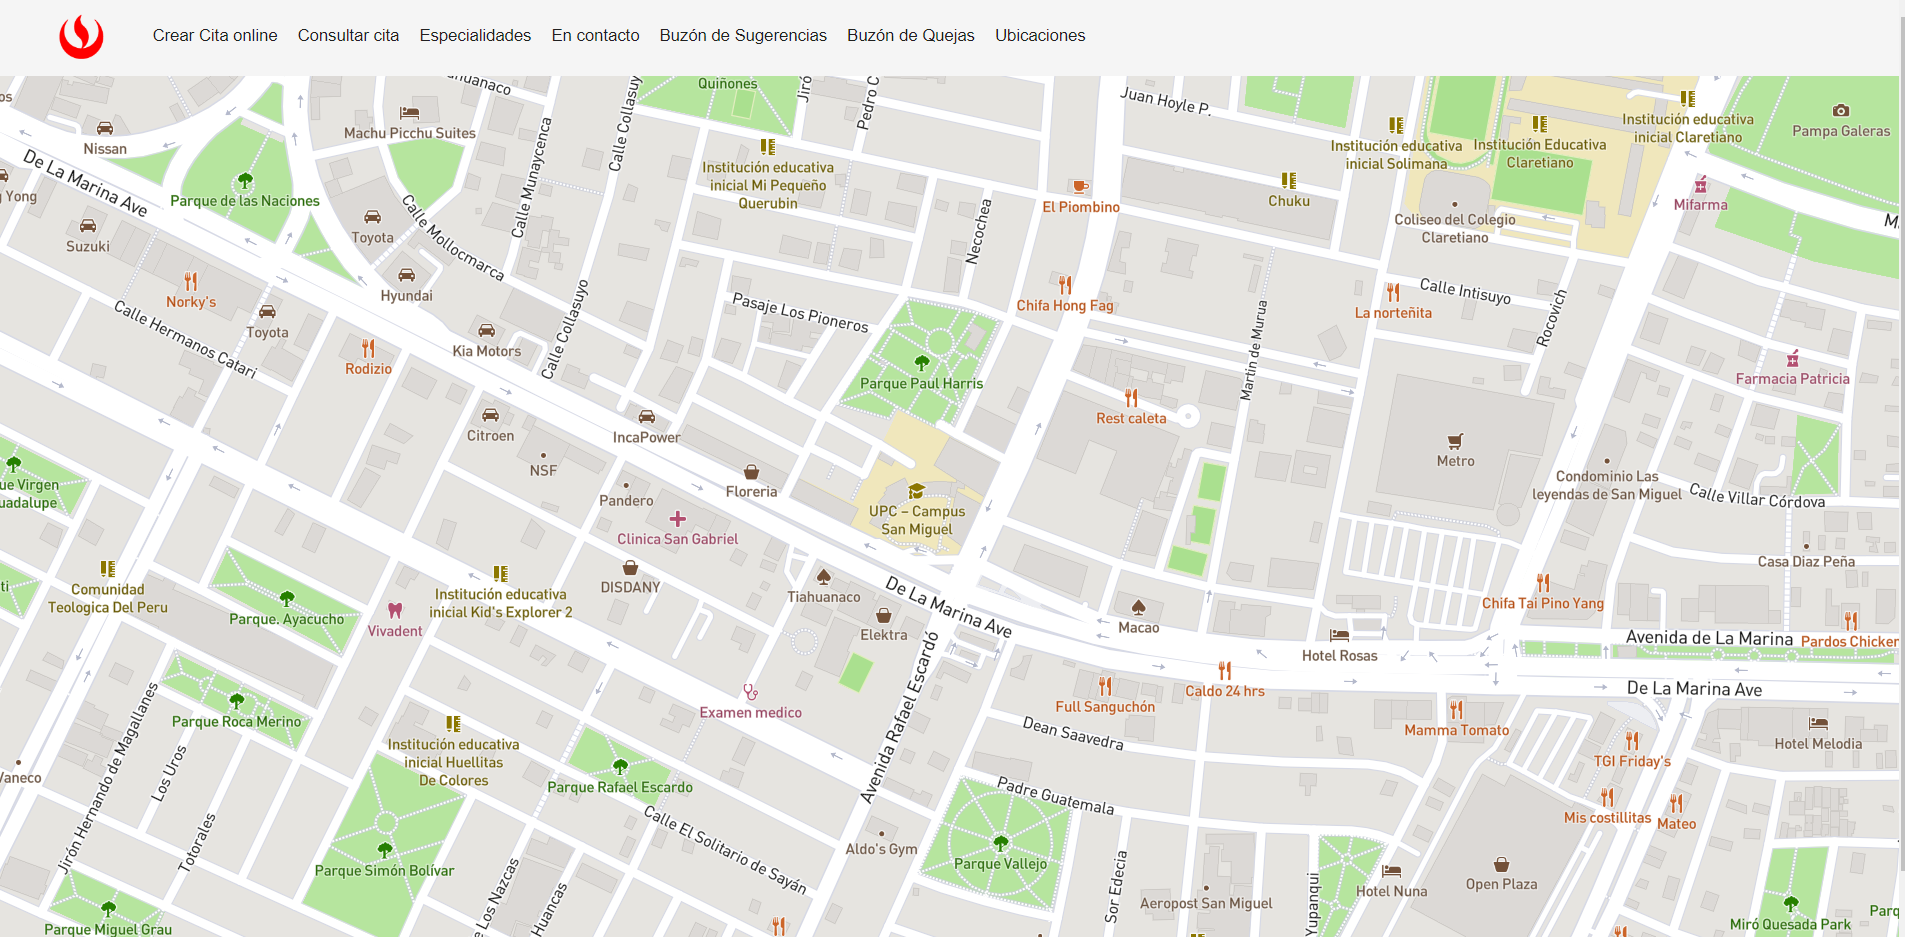 Crear Cita online Consultar cita Especialidades En contacto Buzón de Sugerencias Buzón de Quejas Ubicaciones
Quiñones
Juan Hoyle P.
Machu Picchu Suites
Nissan
Institución educativa
inicial Claretiano
Pampa Galeras
Institución educativa
inicial Solimana
Institución Educativa
Claretiano
De La Marina Ave
Calle Munaycenca
Calle Collasuyo
Institución educativa
inicial Mi Pequeño
Querubin
Parque de las Naciones
El Piombino
Chuku
Mifarma
Suzuki
Toyota
Calle Mollocmarca
Necochea
Coliseo del Colegio
Claretiano
Norky's
Hyundai
Toyota
Calle Hermanos Catari
Kia Motors
Rodizio
Calle Collasuyo
Pasaje Los Pioneros
Chifa Hong Fag
Calle Intisuyo
La norteñita
Rocovich
Martin de Murua
Parque Paul Harris
Farmacia Patricia
Rest caleta
Citroen
IncaPower
NSF
Floreria
Pandero
Metro
Condominio Las
leyendas de San Miguel
Calle Villar Córdova
UPC – Campus
San Miguel
Clinica San Gabriel
Casa Diaz Peña
Comunidad
Teologica Del Peru
Parque. Ayacucho
Vivadent
Institución educativa
inicial Kid's Explorer 2
DISDANY
Tiahuanaco
Elektra
De La Marina Ave
Macao
Chifa Tai Pino Yang
Hotel Rosas
Avenida de La Marina
Pardos Chicken
De La Marina Ave
Caldo 24 hrs
Full Sanguchón
Dean Saavedra
Mamma Tomato
TGI Friday's
Hotel Melodia
Examen medico
Avenida Rafael Escardó
Parque Roca Merino
Institución educativa
inicial Huellitas
De Colores
Jirón Hernando de Magallanes
Los Uros
Totorales
Parque Rafael Escardo
Padre Guatemala
Mis costillitas
Mateo
Calle El Solitario de Sayán
Aldo's Gym
Parque Vallejo
Parque Simón Bolívar
Sor Edecia
Aeropost San Miguel
Yupanqui
Hotel Nuna
Open Plaza
Parque Miguel Grau
Miró Quesada Park